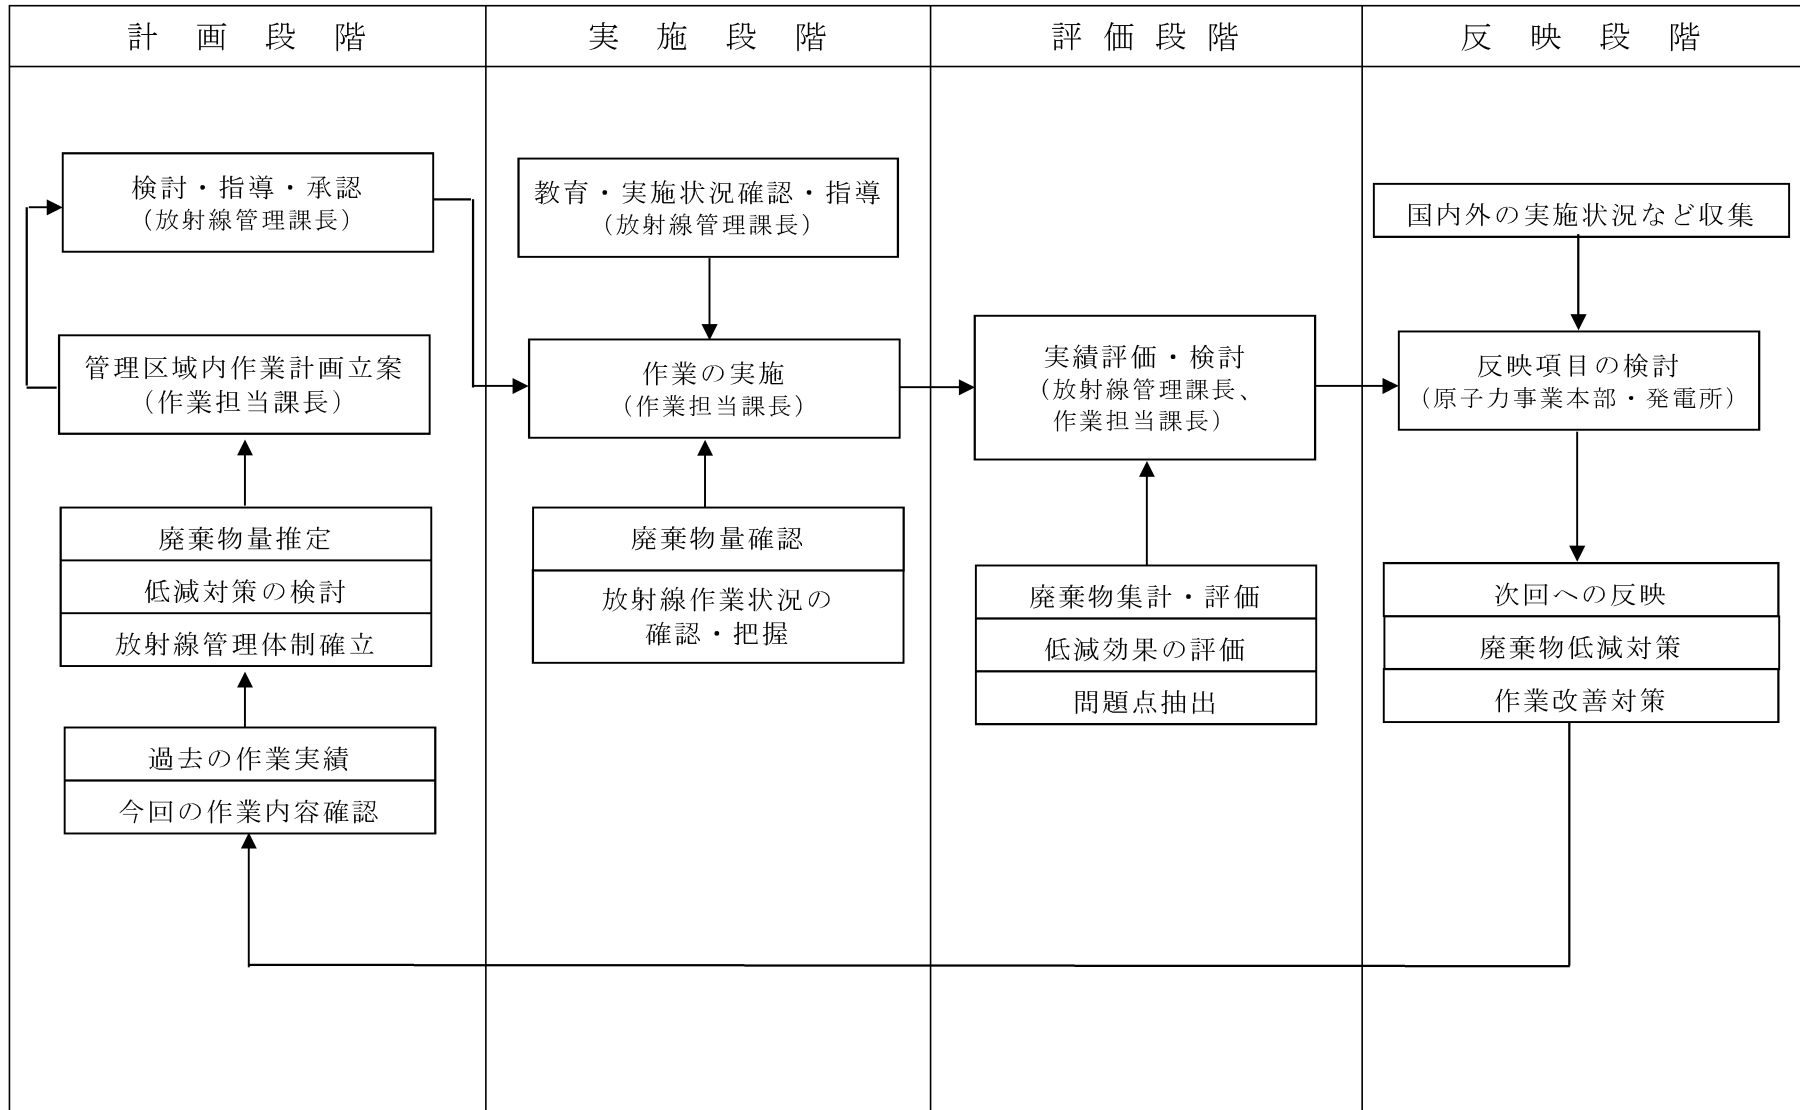 計画段階
実施段階
評価段階
反映段階
検討・指導・承認
（放射線管理課長）
管理区域内作業計画立案
（作業担当課長）
廃棄物量推定
低減対策の検討
放射線管理体制確立
過去の作業実績
今回の作業内容確認
教育・実施状況確認・指導
（放射線管理課長）
作業の実施
（作業担当課長）
廃棄物量確認
放射線作業状況の
確認・把握
実績評価・検討
（放射線管理課長、
作業担当課長）
廃棄物集計・評価
低減効果の評価
問題点抽出
国内外の実施状況など収集
反映項目の検討
（原子力事業本部・発電所）
次回への反映
廃棄物低減対策
作業改善対策